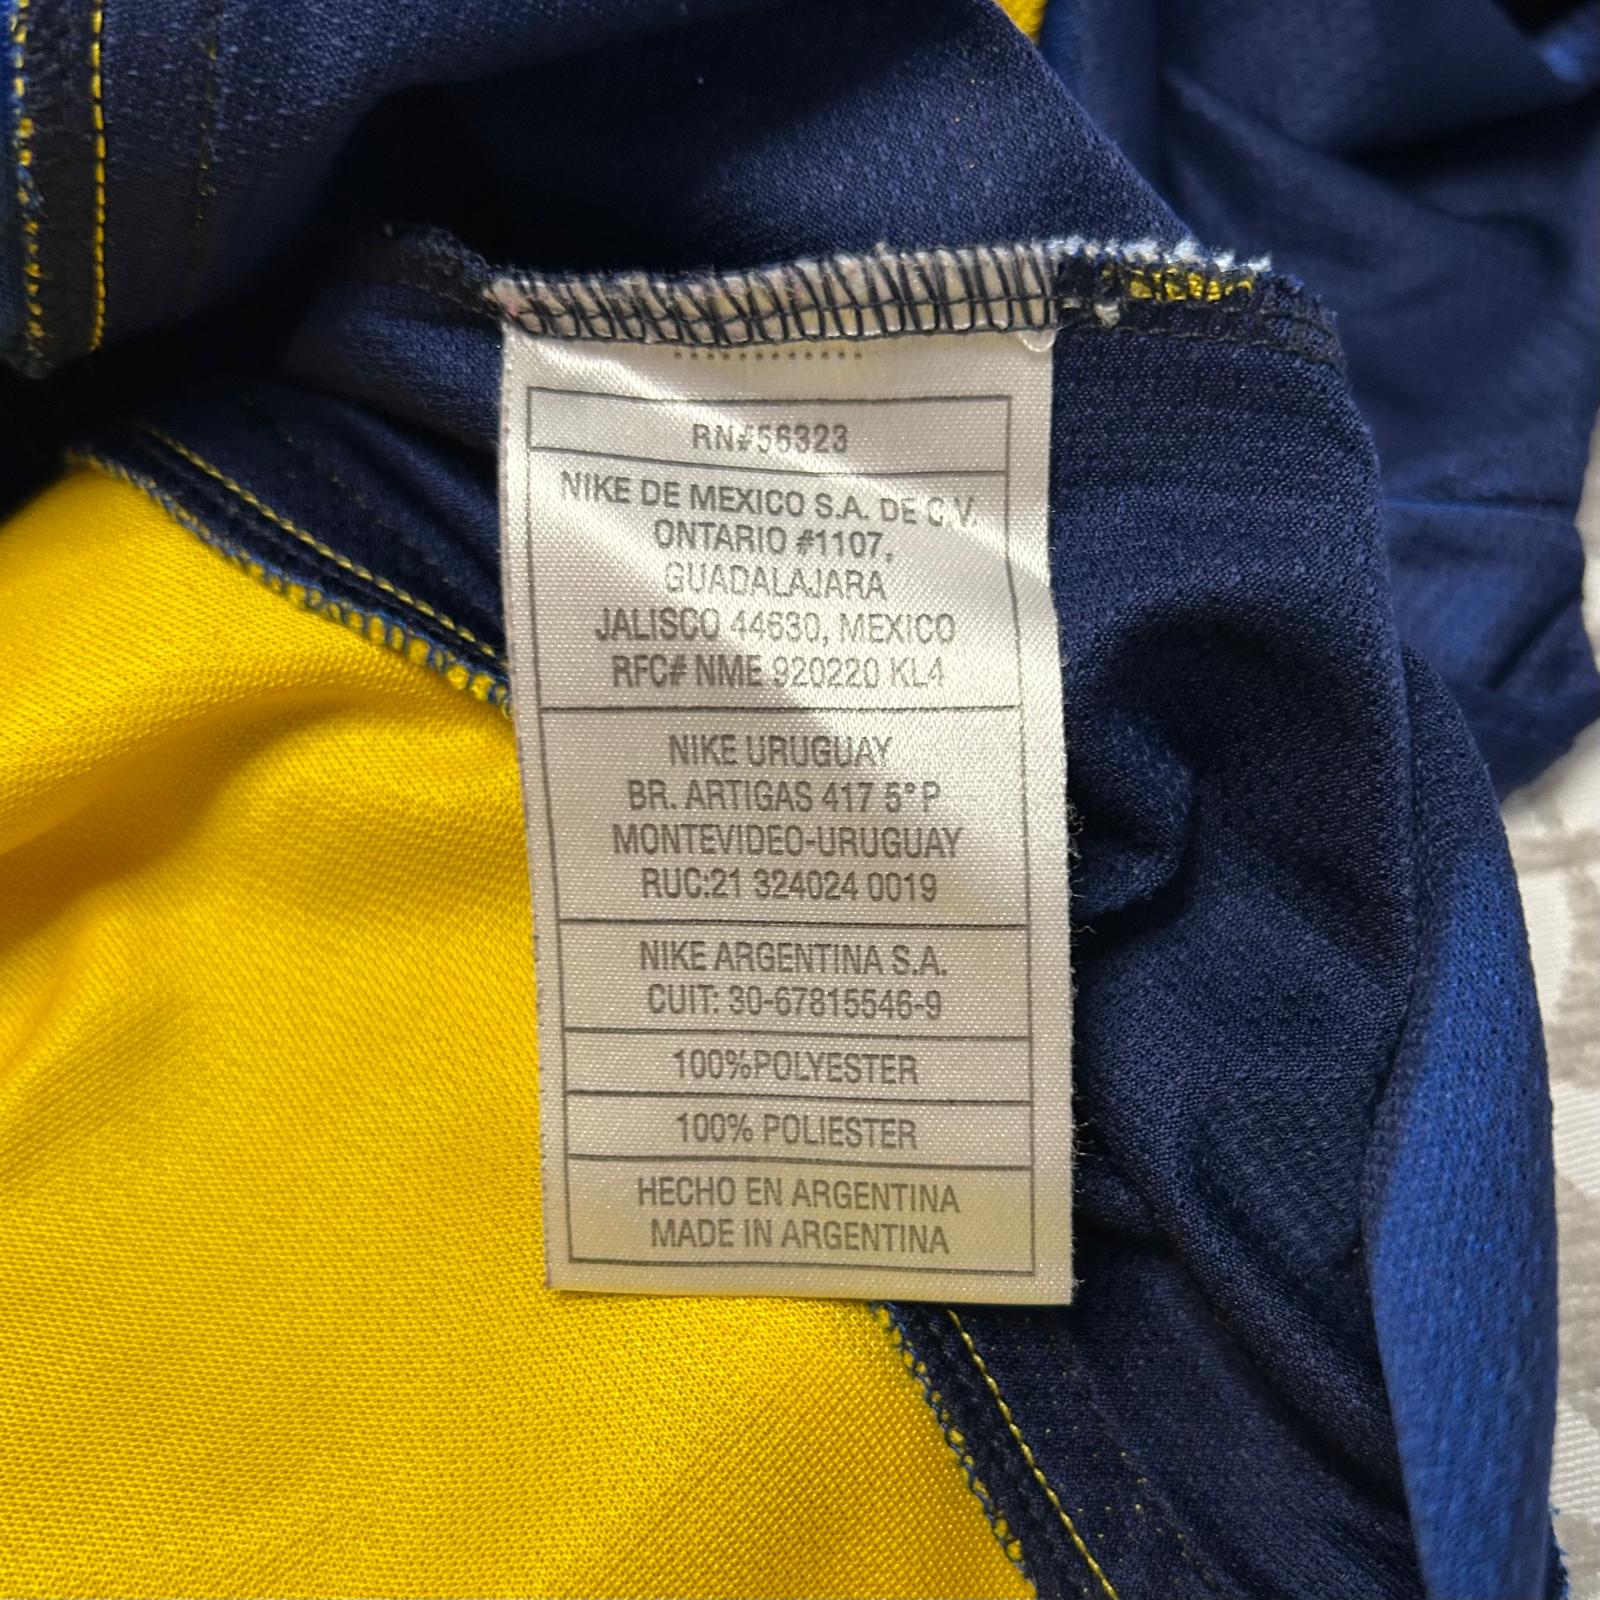 RN#56323
NIKE DE MEXICO S.A. DE C.V.
ONTARIO #1107,
GUADALAJARA
JALISCO 44630, MEXICO
RFC# NME 920220 KL4
NIKE URUGUAY
BR. ARTIGAS 417 5° P
MONTEVIDEO-URUGUAY
RUC:21 324024 0019
NIKE ARGENTINA S.A.
CUIT: 30-67815546-9
100%POLYESTER
100% POLIESTER
HECHO EN ARGENTINA
MADE IN ARGENTINA